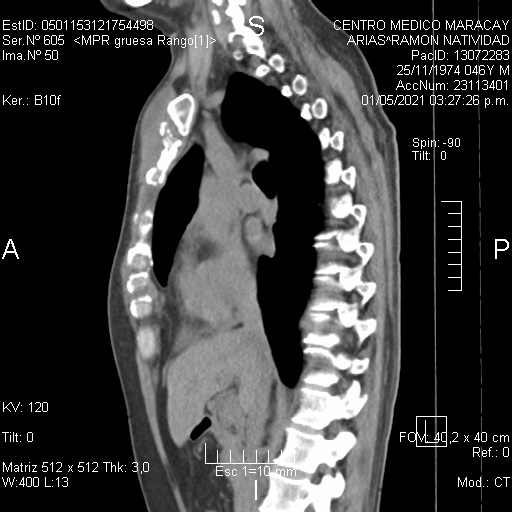 EstID: 0501153121754498
Ser.Nº 605 <MPR gruesa Rango[1]>
Ima.Nº 50
Ker.: B10f
S
CENTRO MEDICO MARACAY
ARIAS^RAMON NATIVIDAD
PacID: 13072283
25/11/1974 046Y M
AccNum: 23113401
01/05/2021 03:27:26 p.m.
Spin: -90
Tilt: 0
A
P
KV: 120
Tilt: 0
Matriz 512 x 512 Thk: 3,0
W:400 L:13
Esc 1=10 mm
I
FOM: 40,2 x 40 cm
Ref.: 0
Mod.: CT